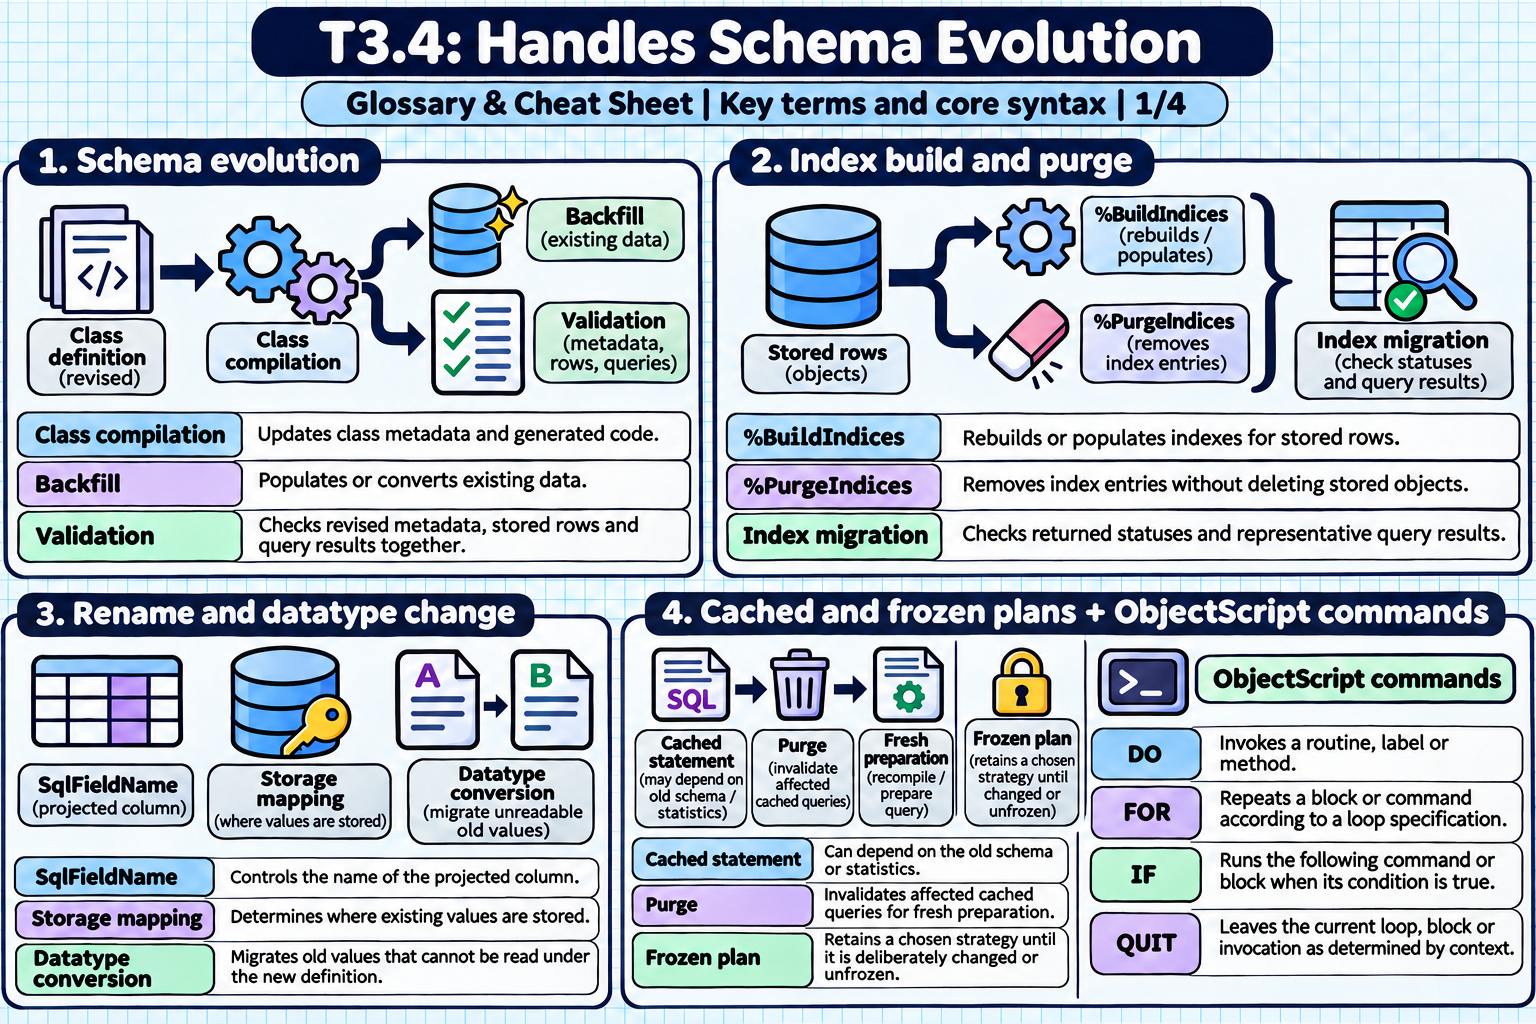 T3.4: Handles Schema Evolution
Glossary & Cheat Sheet | Key terms and core syntax | 1/4
1. Schema evolution
Class
definition
(revised)
Class
compilation
Backfill
(existing data)
Validation
(metadata,
rows, queries)
Class compilation
Updates class metadata and generated code.
Backfill
Populates or converts existing data.
Validation
Checks revised metadata, stored rows and
query results together.
2. Index build and purge
Stored rows
(objects)
%BuildIndices
(rebuilds /
populates)
%PurgeIndices
(removes
index entries)
Index migration
(check statuses
and query results)
%BuildIndices
Rebuilds or populates indexes for stored rows.
%PurgeIndices
Removes index entries without deleting stored objects.
Index migration
Checks returned statuses and representative query results.
3. Rename and datatype change
SqlFieldName
(projected column)
Storage
mapping
(where values are stored)
A
B
Datatype
conversion
(migrate unreadable
old values)
SqlFieldName
Controls the name of the projected column.
Storage mapping
Determines where existing values are stored.
Datatype
conversion
Migrates old values that cannot be read under
the new definition.
4. Cached and frozen plans + ObjectScript commands
SQL
Cached
statement
(may depend on
old schema /
statistics)
Purge
(invalidate
affected
cached queries)
Fresh
preparation
(recompile /
prepare
query)
Frozen plan
(retains a chosen
strategy until
changed or
unfrozen)
Cached statement
Can depend on the old schema
or statistics.
Purge
Invalidates affected cached
queries for fresh preparation.
Frozen plan
Retains a chosen strategy until
it is deliberately changed or
unfrozen.
>_
ObjectScript commands
DO
Invokes a routine, label or
method.
FOR
Repeats a block or command
according to a loop specification.
IF
Runs the following command or
block when its condition is true.
QUIT
Leaves the current loop, block or
invocation as determined by context.